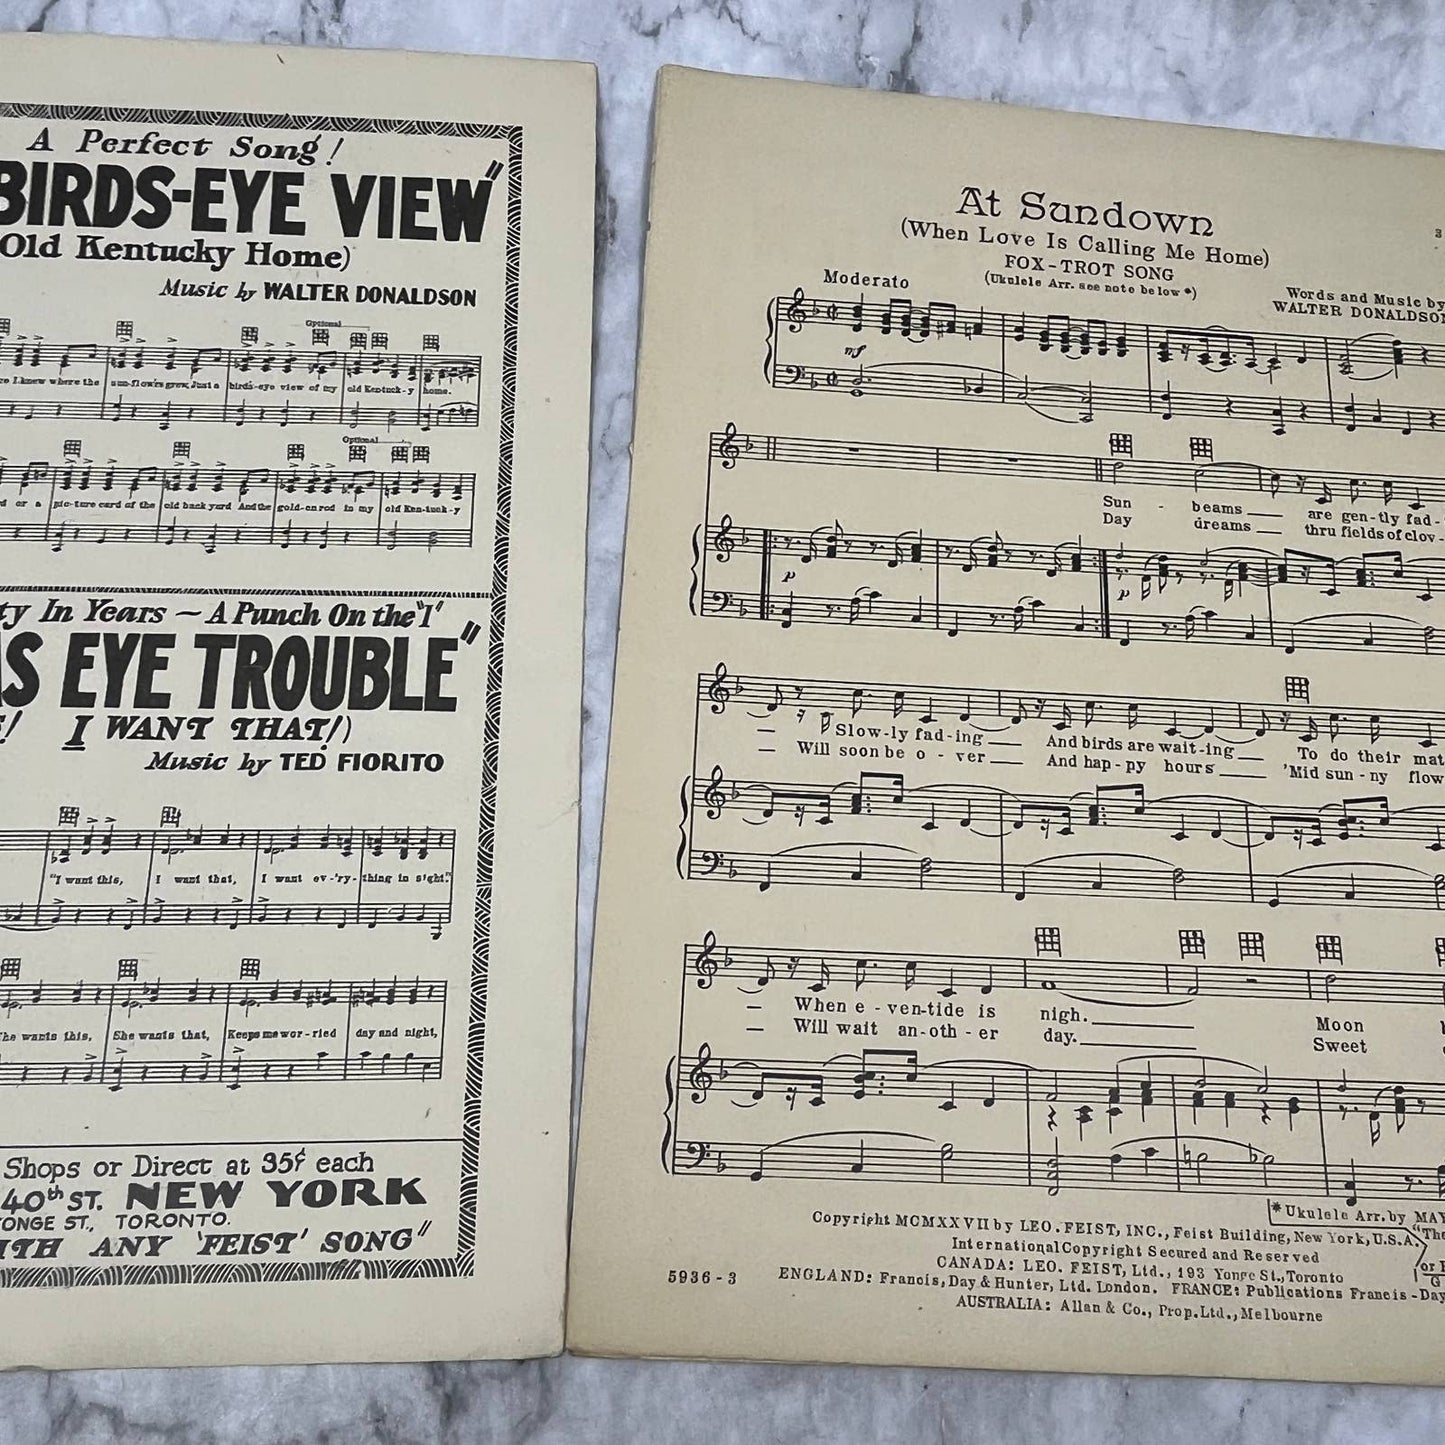 A Perfect Song!
BIRDS-EYE VIEW"
Old Kentucky Home)
Music by WALTER DONALDSON
Optional
I knew where the sun-flow'rs grew, Just a birds-eye view of my old Kentuck-y home.
Optional
or a pic-ture card of the old back yard And the gold-en rod in my old Ken-tuck-y
In Years ~ A Punch On the 'I'
EYE TROUBLE"
I WANT THAT!)
Music by TED FIORITO
"I want this, I want that, I want ev-'ry-thing in sight."
She wants this, She wants that, Keeps me wor-ried day and night,
Shops or Direct at 35¢ each
40th ST. NEW YORK
YONGE ST., TORONTO.
WITH ANY 'FEIST' SONG"
At Sundown
(When Love Is Calling Me Home)
FOX-TROT SONG
(Ukulele Arr. see note below *)
3
Words and Music by
WALTER DONALDSON
Moderato
mf
Sun - beams are gen-tly fad-
Day dreams thru fields of clov-
p
p
Slow-ly fad-ing And birds are wait-ing To do their mat
Will soon be o - ver And hap-py hours 'Mid sun-ny flow
When e-ven-tide is nigh. Moon
Will wait an-oth-er day. Sweet
*Ukulele Arr. by MAY
"The
or
Copyright MCMXXVII by LEO. FEIST, INC., Feist Building, New York, U.S.A.
International Copyright Secured and Reserved
CANADA: LEO. FEIST, Ltd., 193 Yonge St., Toronto
5936-3
ENGLAND: Francis, Day & Hunter, Ltd. London. FRANCE: Publications Francis-Day
AUSTRALIA: Allan & Co., Prop. Ltd., Melbourne